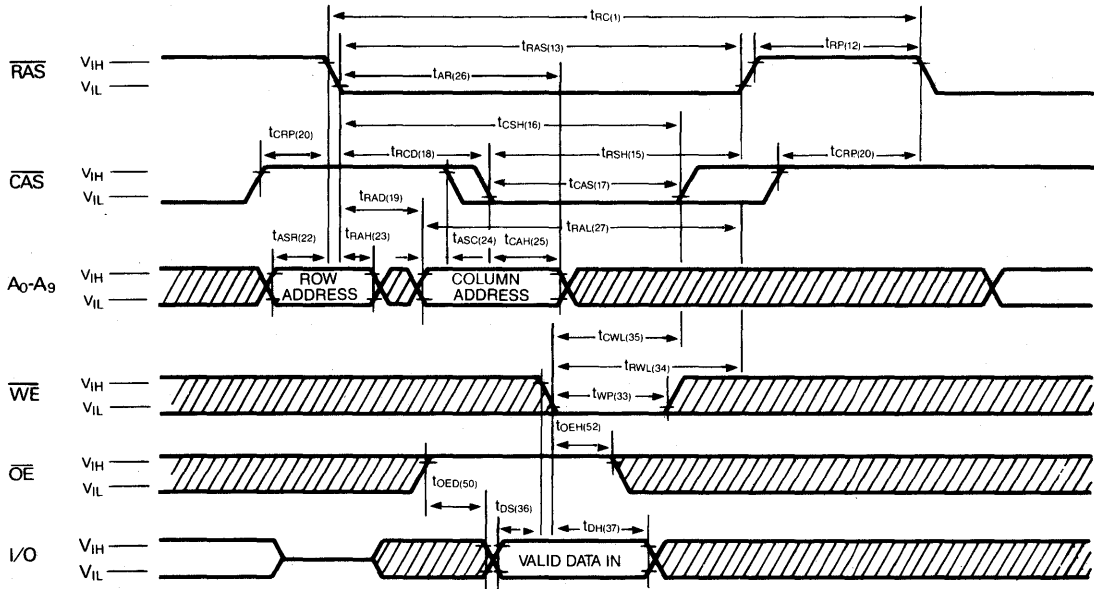 tRC(1)
tRAS(13)
tRP(12)
RAS
VIH
VIL
tAR(26)
tCSH(16)
tCRP(20)
tRCD(18)
tRSH(15)
tCRP(20)
CAS
VIH
VIL
tCAS(17)
tRAD(19)
tRAL(27)
tASR(22)
tRAH(23)
tASC(24)
tCAH(25)
A0-A9
VIH
VIL
ROW
ADDRESS
COLUMN
ADDRESS
tCWL(35)
tRWL(34)
WE
VIH
VIL
tWP(33)
tOEH(52)
OE
VIH
VIL
tOED(50)
tDS(36)
tDH(37)
I/O
VIH
VIL
VALID DATA IN